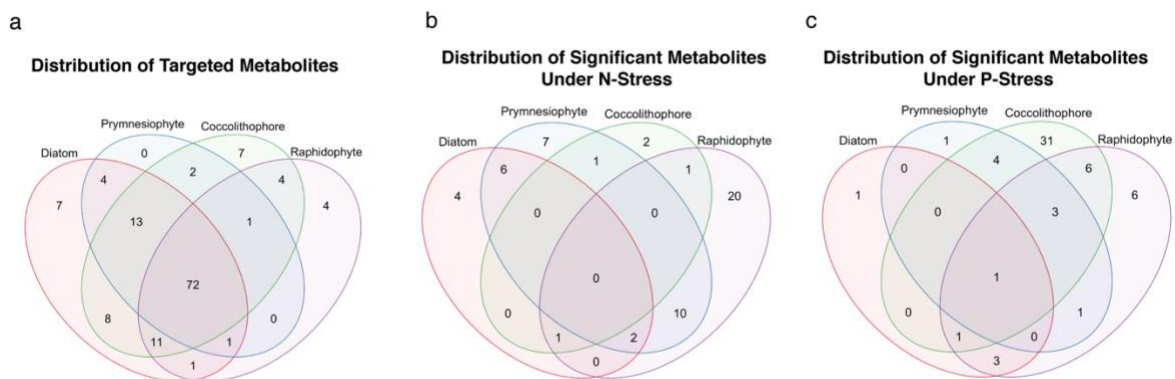 a
Distribution of Targeted Metabolites
Prymnesiophyte
Coccolithophore
Diatom
Raphidophyte
0
7
4
2
4
7
4
13
1
72
8
0
11
1
1
b
Distribution of Significant Metabolites
Under N-Stress
Prymnesiophyte
Coccolithophore
Diatom
Raphidophyte
7
2
6
1
1
4
20
0
0
0
0
10
1
2
0
c
Distribution of Significant Metabolites
Under P-Stress
Prymnesiophyte
Coccolithophore
Diatom
Raphidophyte
1
31
0
4
6
1
6
0
3
1
0
1
1
0
3